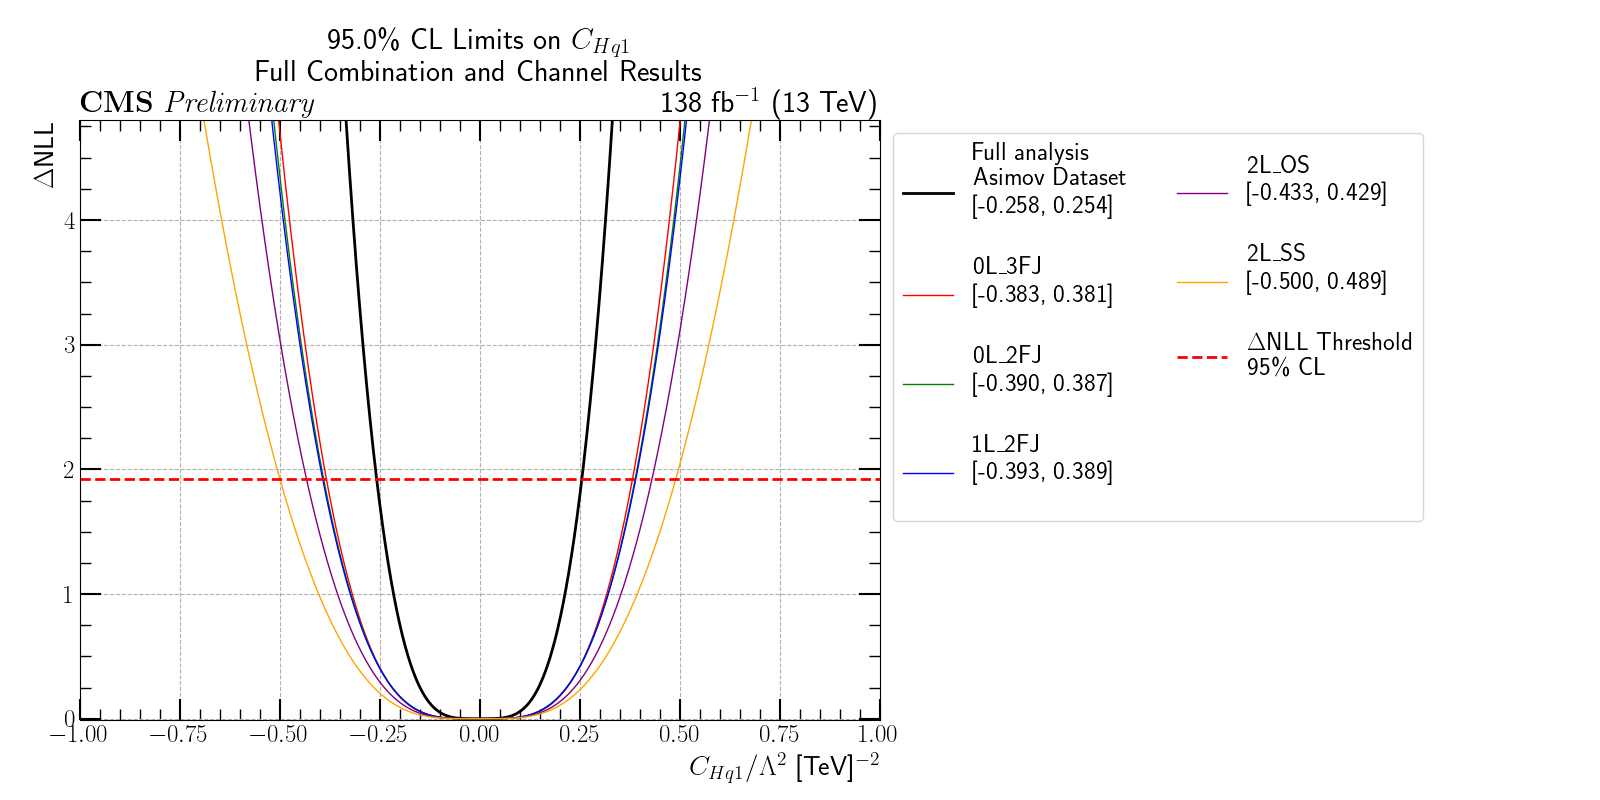 95.0% CL Limits on C_{Hq1}
Full Combination and Channel Results
CMS Preliminary
138 fb^{-1} (13 TeV)
ΔNLL
4
3
2
1
0
−1.00 −0.75 −0.50 −0.25 0.00 0.25 0.50 0.75 1.00
C_{Hq1}/Λ^2 [TeV]^{-2}
Full analysis
Asimov Dataset
[-0.258, 0.254]
0L_3FJ
[-0.383, 0.381]
0L_2FJ
[-0.390, 0.387]
1L_2FJ
[-0.393, 0.389]
2L_OS
[-0.433, 0.429]
2L_SS
[-0.500, 0.489]
ΔNLL Threshold
95% CL